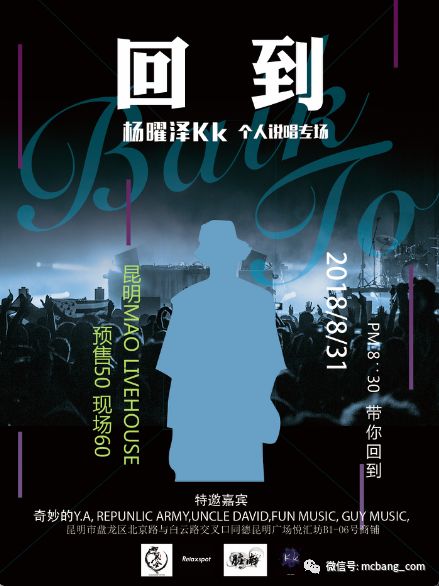 回到
Baik
To
杨曜泽Kk 个人说唱专场
昆明MAO LIVEHOUSE
预售50 现场60
2018/8/31
PM.8:30 带你回到
特邀嘉宾
奇妙的Y.A, REPUNLIC ARMY,UNCLE DAVID,FUN MUSIC, GUY MUSIC,
昆明市盘龙区北京路与白云路交叉口同德昆明广场悦汇坊B1-06号商铺
Relaxspot
Kk
微信号: mcbang_com